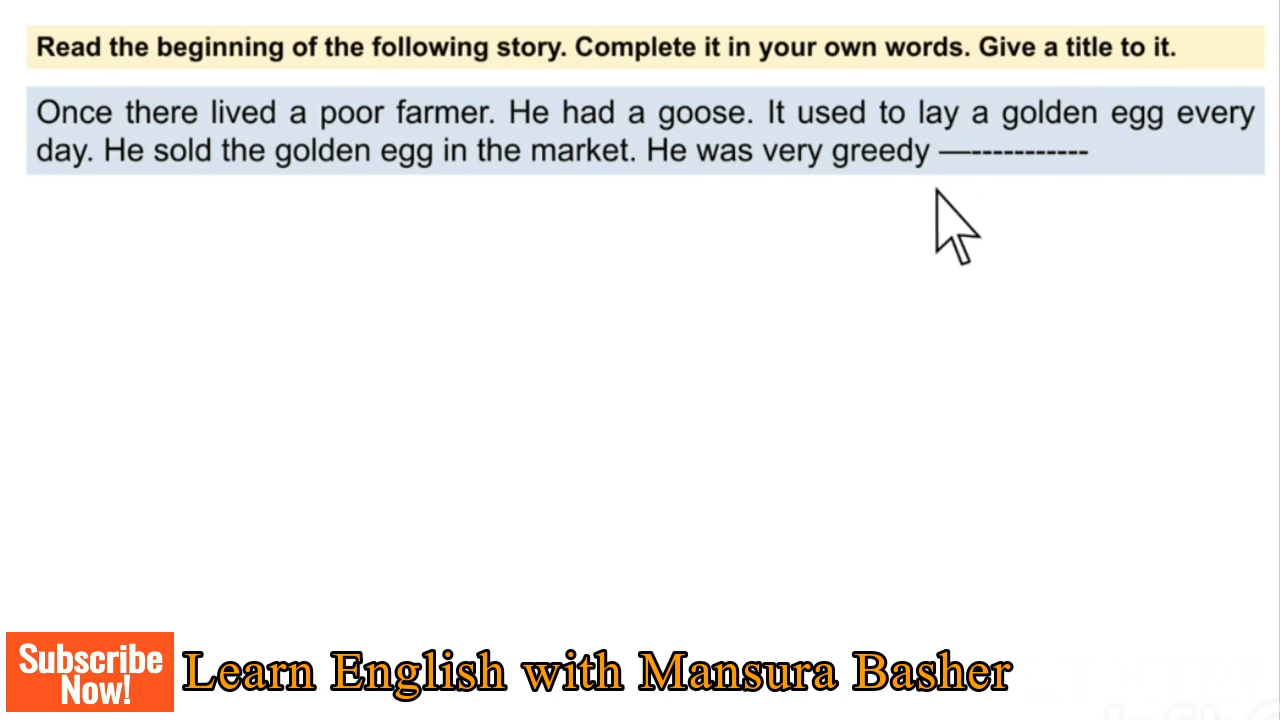 Read the beginning of the following story. Complete it in your own words. Give a title to it.
Once there lived a poor farmer. He had a goose. It used to lay a golden egg every
day. He sold the golden egg in the market. He was very greedy —-----------
Subscribe
Now!
Learn English with Mansura Basher